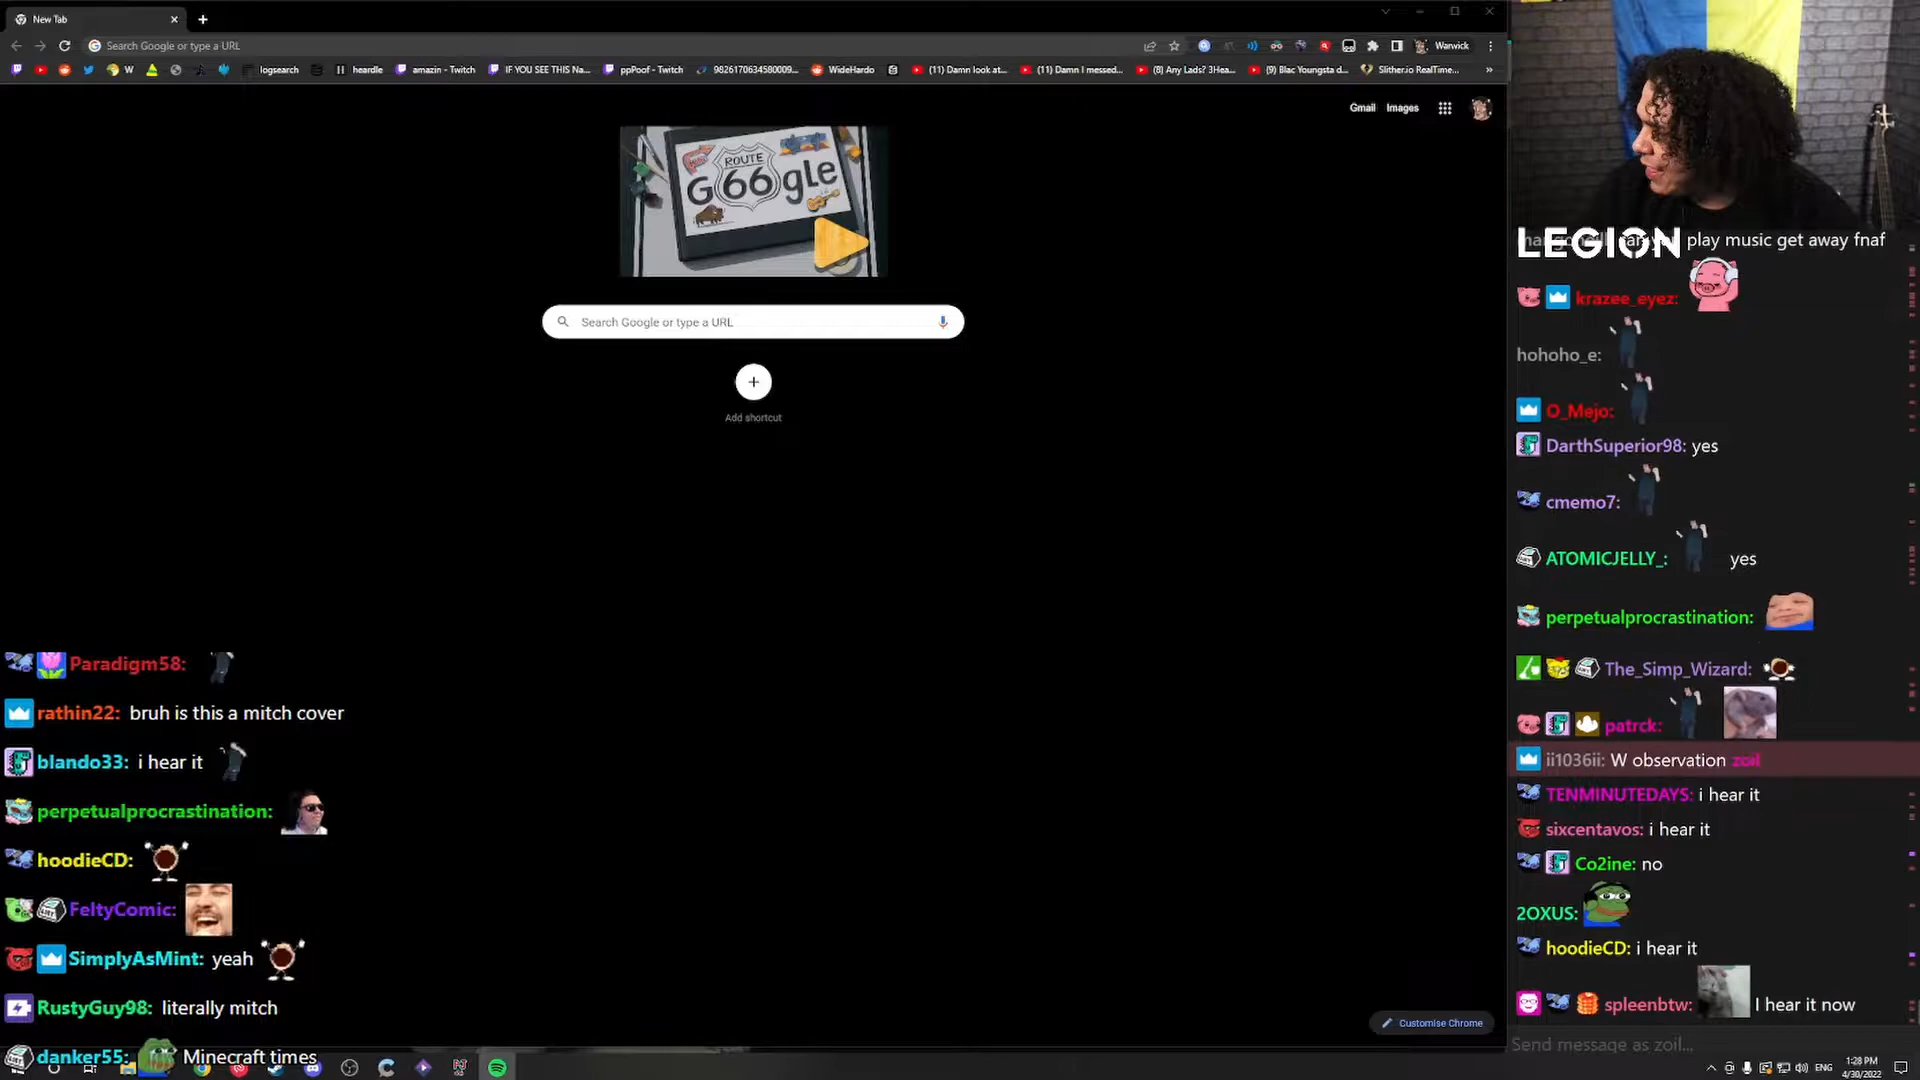 New Tab
Search Google or type a URL
Warwick
W
logsearch
heardle
amazin - Twitch
IF YOU SEE THIS Na...
ppPoof - Twitch
9826170634580009...
WideHardo
(11) Damn look at...
(11) Damn I messed...
(8) Any Lads? 3Hea...
(9) Blac Youngsta d...
Slither.io RealTime...
»
Gmail
Images
ROUTE
G66gle
Search Google or type a URL
Add shortcut
Customise Chrome
Paradigm58:
rathin22: bruh is this a mitch cover
blando33: i hear it
perpetualprocrastination:
hoodieCD:
FeltyComic:
SimplyAsMint: yeah
RustyGuy98: literally mitch
danker55: Minecraft times
LEGION
play music get away fnaf
krazee_eyez:
hohoho_e:
O_Mejo:
DarthSuperior98: yes
cmemo7:
ATOMICJELLY_: yes
perpetualprocrastination:
The_Simp_Wizard:
patrck:
ii1036ii: W observation zoil
TENMINUTEDAYS: i hear it
sixcentavos: i hear it
Co2ine: no
2OXUS:
hoodieCD: i hear it
spleenbtw: I hear it now
Send message as zoil...
ENG
1:28 PM
4/30/2022